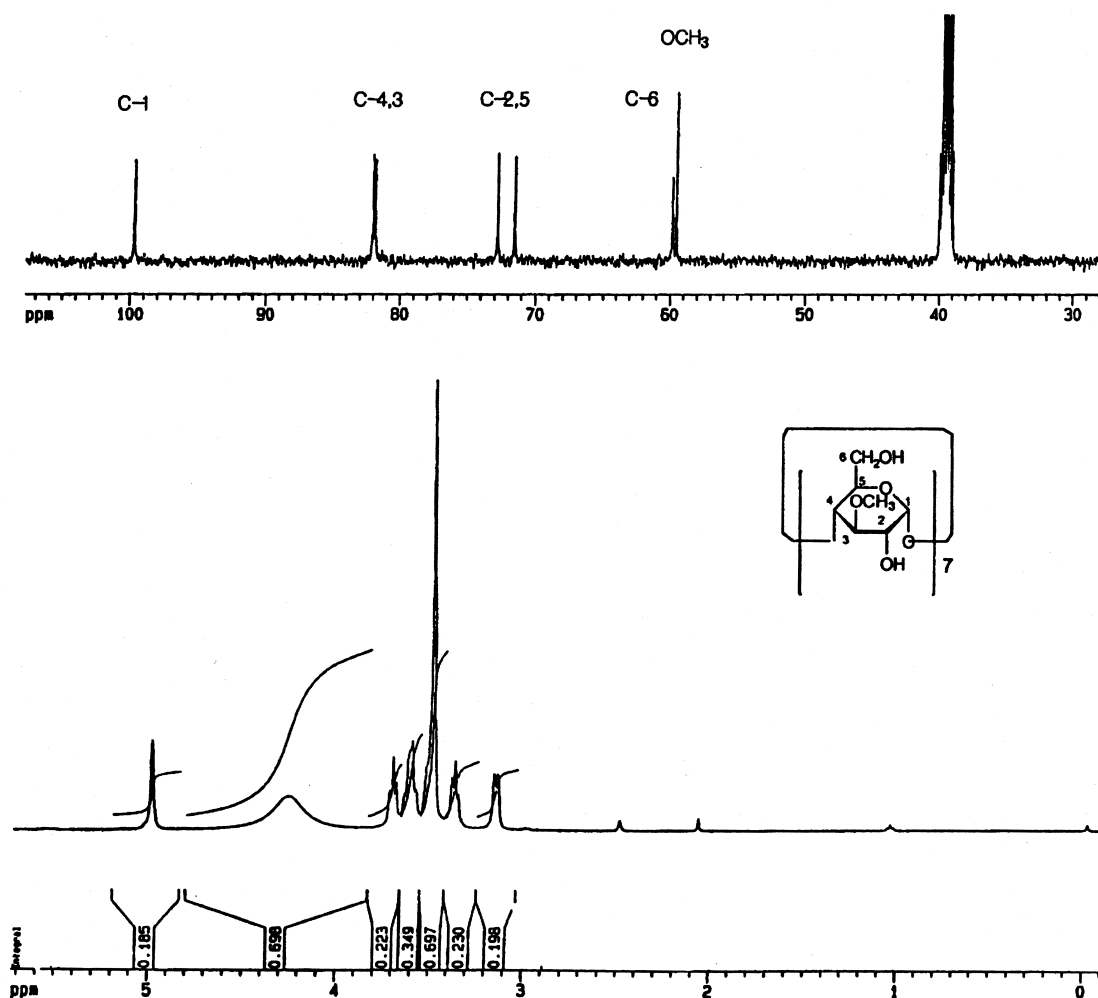 OCH₃
C-1 C-4,3 C-2,5 C-6
ppm 100 90 80 70 60 50 40 30
6 CH₂OH
5 O
4 OCH₃ 1
3 2 O
OH 7
Integral 0.185 0.698 0.223 0.349 0.697 0.230 0.198
ppm 5 4 3 2 1 0